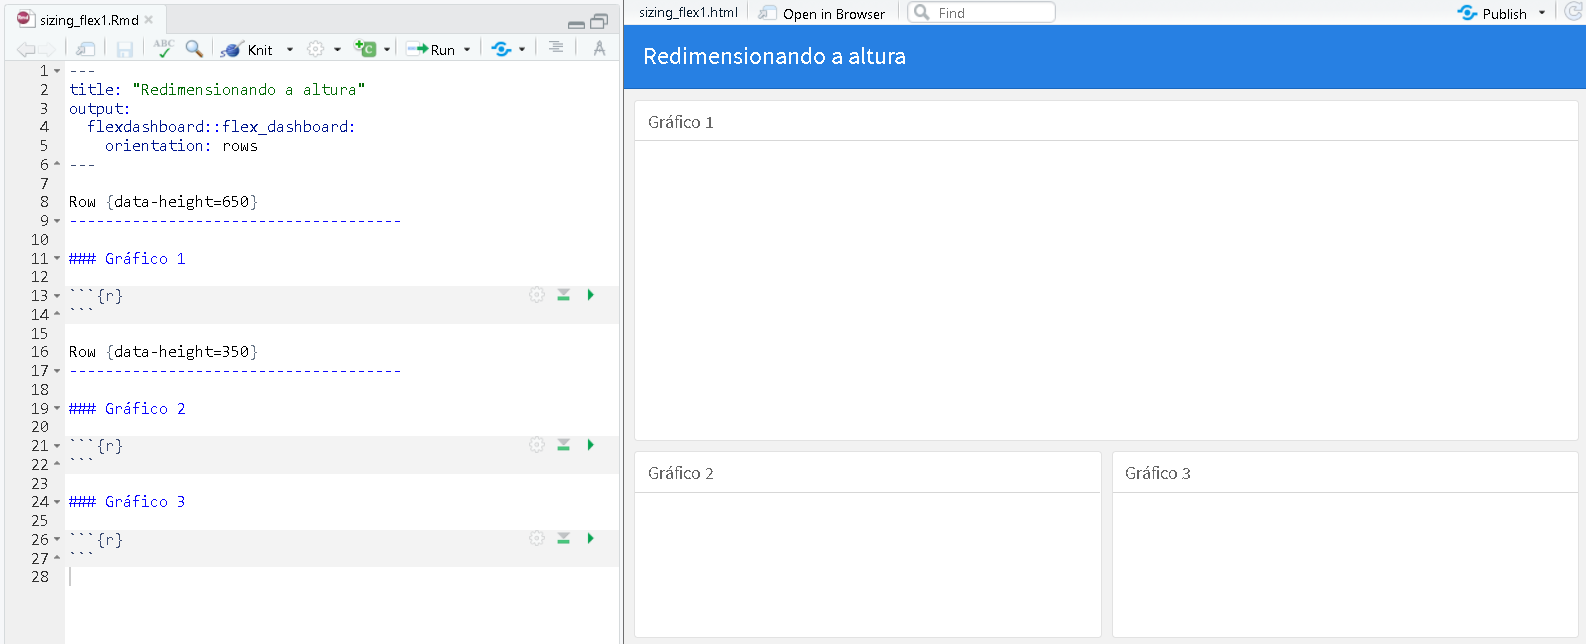 sizing_flex1.Rmd
ABC
Knit
C
Run
A
1 ---
2 title: "Redimensionando a altura"
3 output:
4   flexdashboard::flex_dashboard:
5     orientation: rows
6 ---
7
8 Row {data-height=650}
9 -------------------------------------
10
11 ### Gráfico 1
12
13 ```{r}
14 ```
15
16 Row {data-height=350}
17 -------------------------------------
18
19 ### Gráfico 2
20
21 ```{r}
22 ```
23
24 ### Gráfico 3
25
26 ```{r}
27 ```
28
sizing_flex1.html
Open in Browser
Find
Publish
Redimensionando a altura
Gráfico 1
Gráfico 2
Gráfico 3